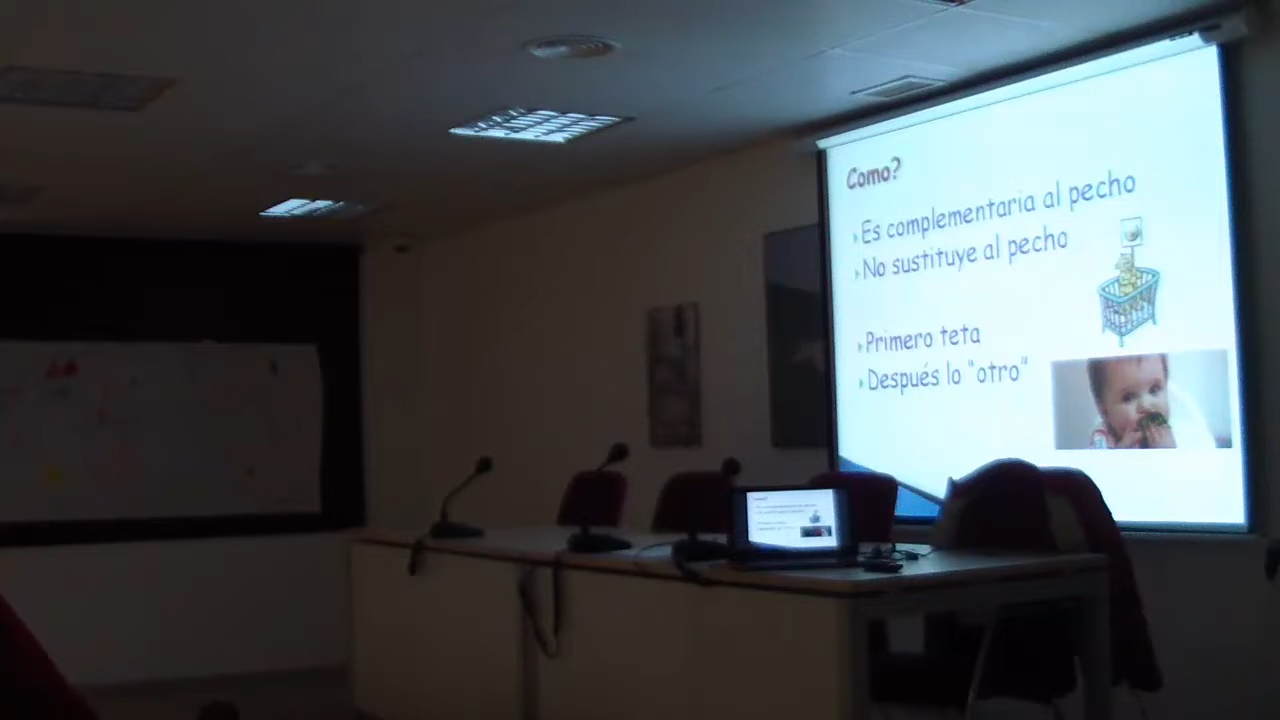 Como?
Es complementaria al pecho
No sustituye al pecho
Primero teta
Después lo "otro"